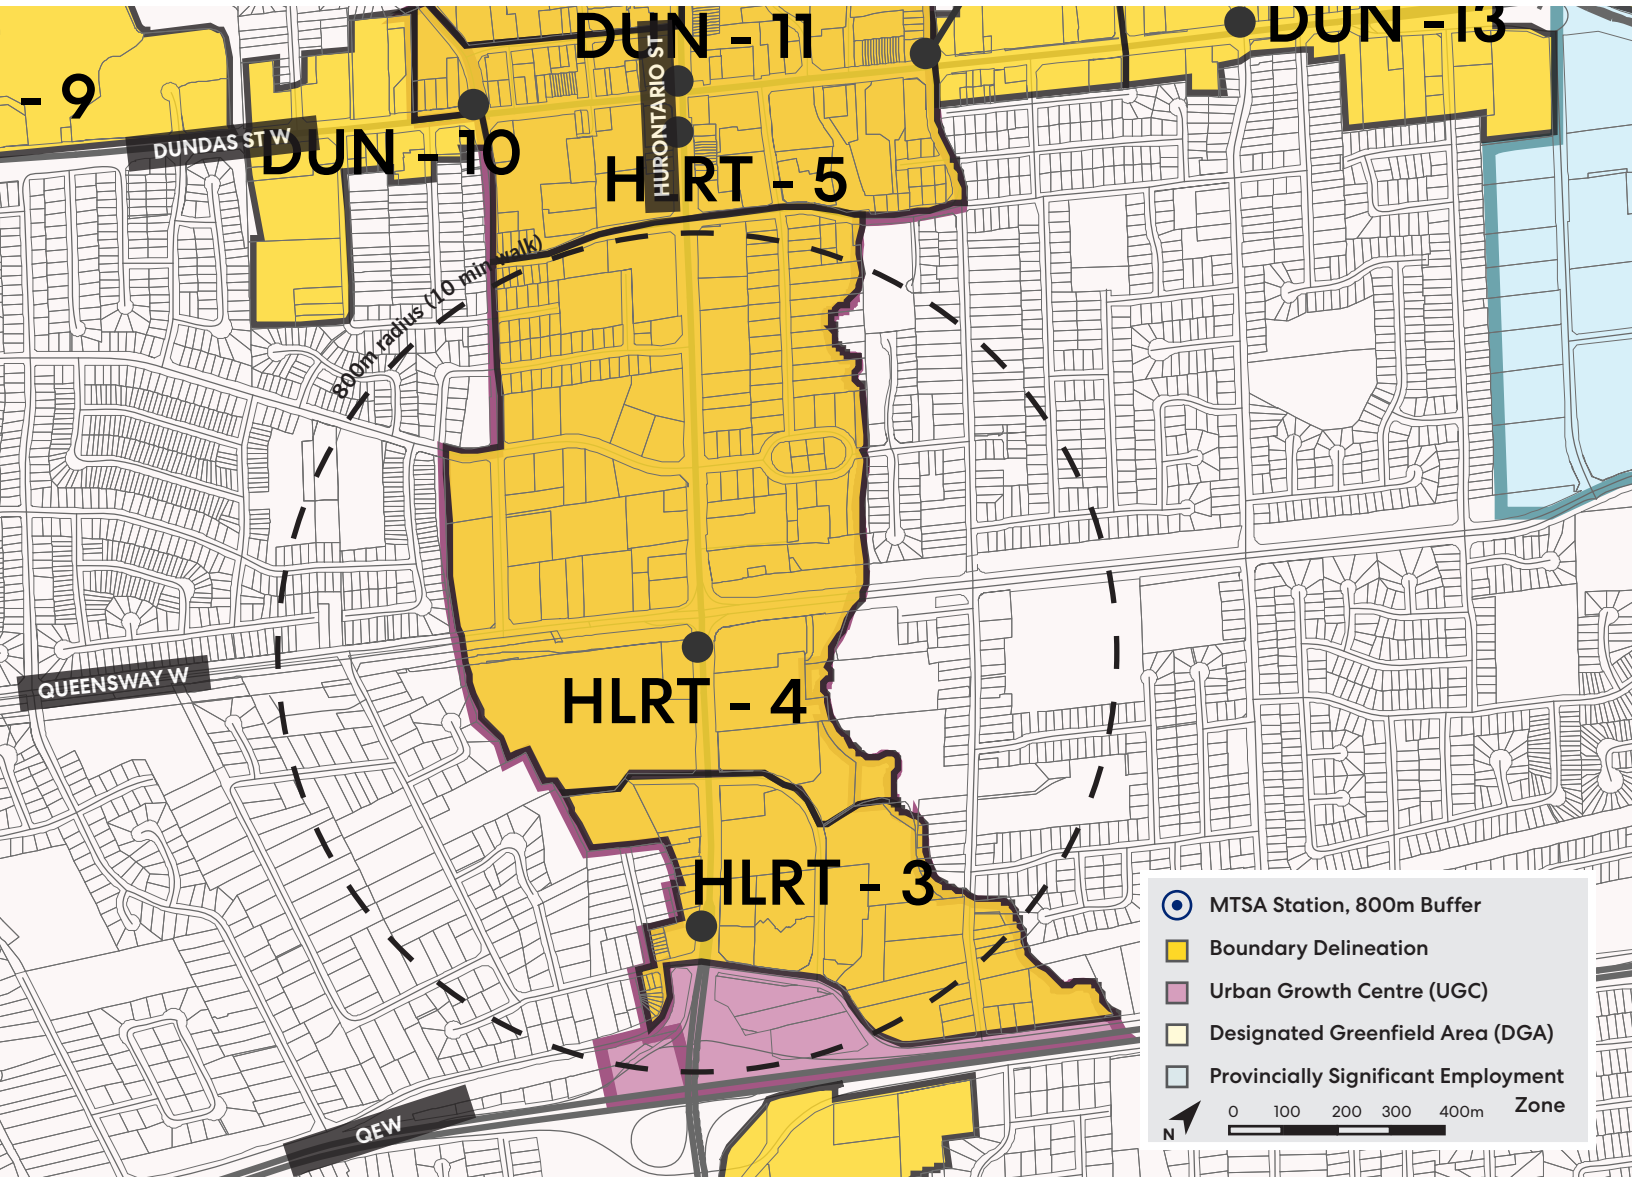 DUN - 11
DUN - 13
- 9
DUNDAS ST W
DUN - 10
HURONTARIO ST
HLRT - 5
800m radius (10 min walk)
QUEENSWAY W
HLRT - 4
HLRT - 3
QEW
MTSA Station, 800m Buffer
Boundary Delineation
Urban Growth Centre (UGC)
Designated Greenfield Area (DGA)
Provincially Significant Employment
Zone
N
0 100 200 300 400m